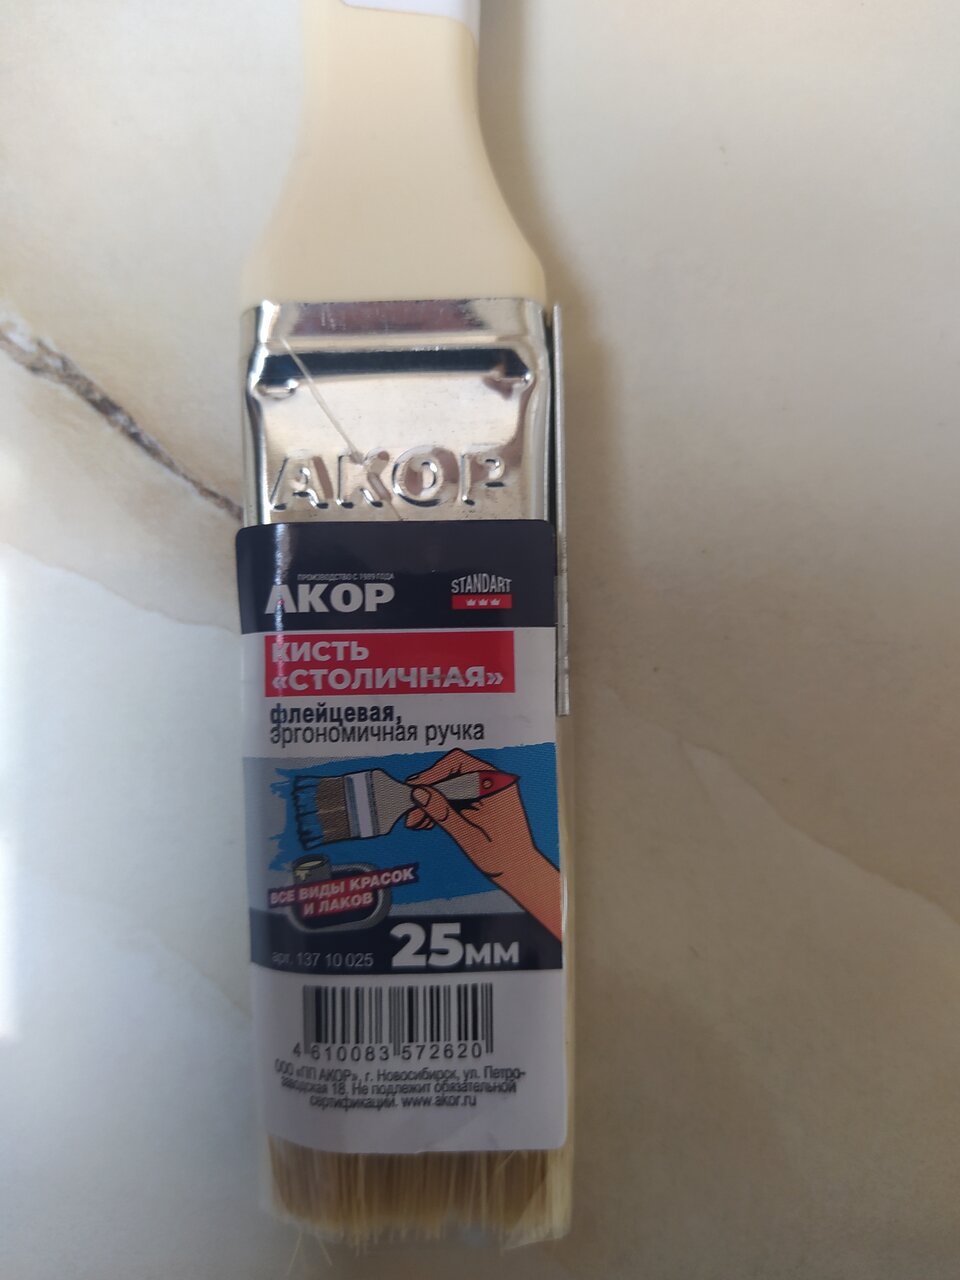 АКОР
ПРОИЗВОДСТВО С 1999 ГОДА
АКОР
STANDART
КИСТЬ
«СТОЛИЧНАЯ»
флейцевая,
эргономичная ручка
ВСЕ ВИДЫ КРАСОК
И ЛАКОВ
арт. 137 10 025
25мм
4 610083 572620
ООО «ПП АКОР», г. Новосибирск, ул. Петро-
заводская 18. Не подлежит обязательной
сертификации. www.akor.ru